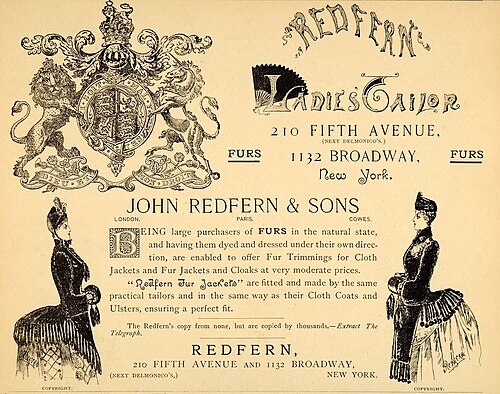 REDFERN
LADIES' TAILOR
210 FIFTH AVENUE,
(NEXT DELMONICO'S.)
FURS 1132 BROADWAY, FURS
New York.
JOHN REDFERN & SONS
LONDON. PARIS. COWES.
BEING large purchasers of FURS in the natural state,
and having them dyed and dressed under their own direc-
tion, are enabled to offer Fur Trimmings for Cloth
Jackets and Fur Jackets and Cloaks at very moderate prices.
"Redfern Fur Jackets" are fitted and made by the same
practical tailors and in the same way as their Cloth Coats and
Ulsters, ensuring a perfect fit.
The Redfern's copy from none, but are copied by thousands.—Extract The
Telegraph.
REDFERN,
210 FIFTH AVENUE AND 1132 BROADWAY,
(NEXT DELMONICO'S,) NEW YORK.
REDFERN
COPYRIGHT. COPYRIGHT.